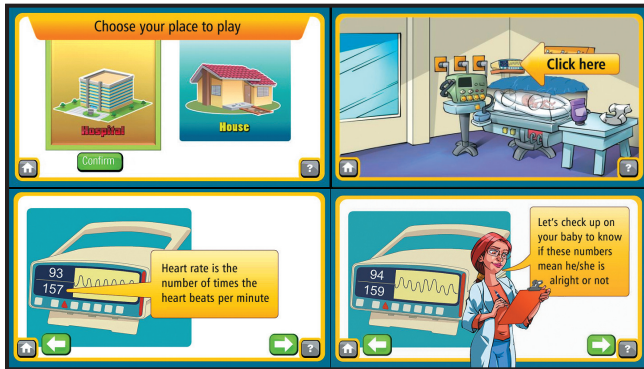 Choose your place to play
Hospital
House
Confirm
?
Click here
?
93
157
Heart rate is the
number of times the
heart beats per minute
?
94
159
Let's check up on
your baby to know
if these numbers
mean he/she is
alright or not
?